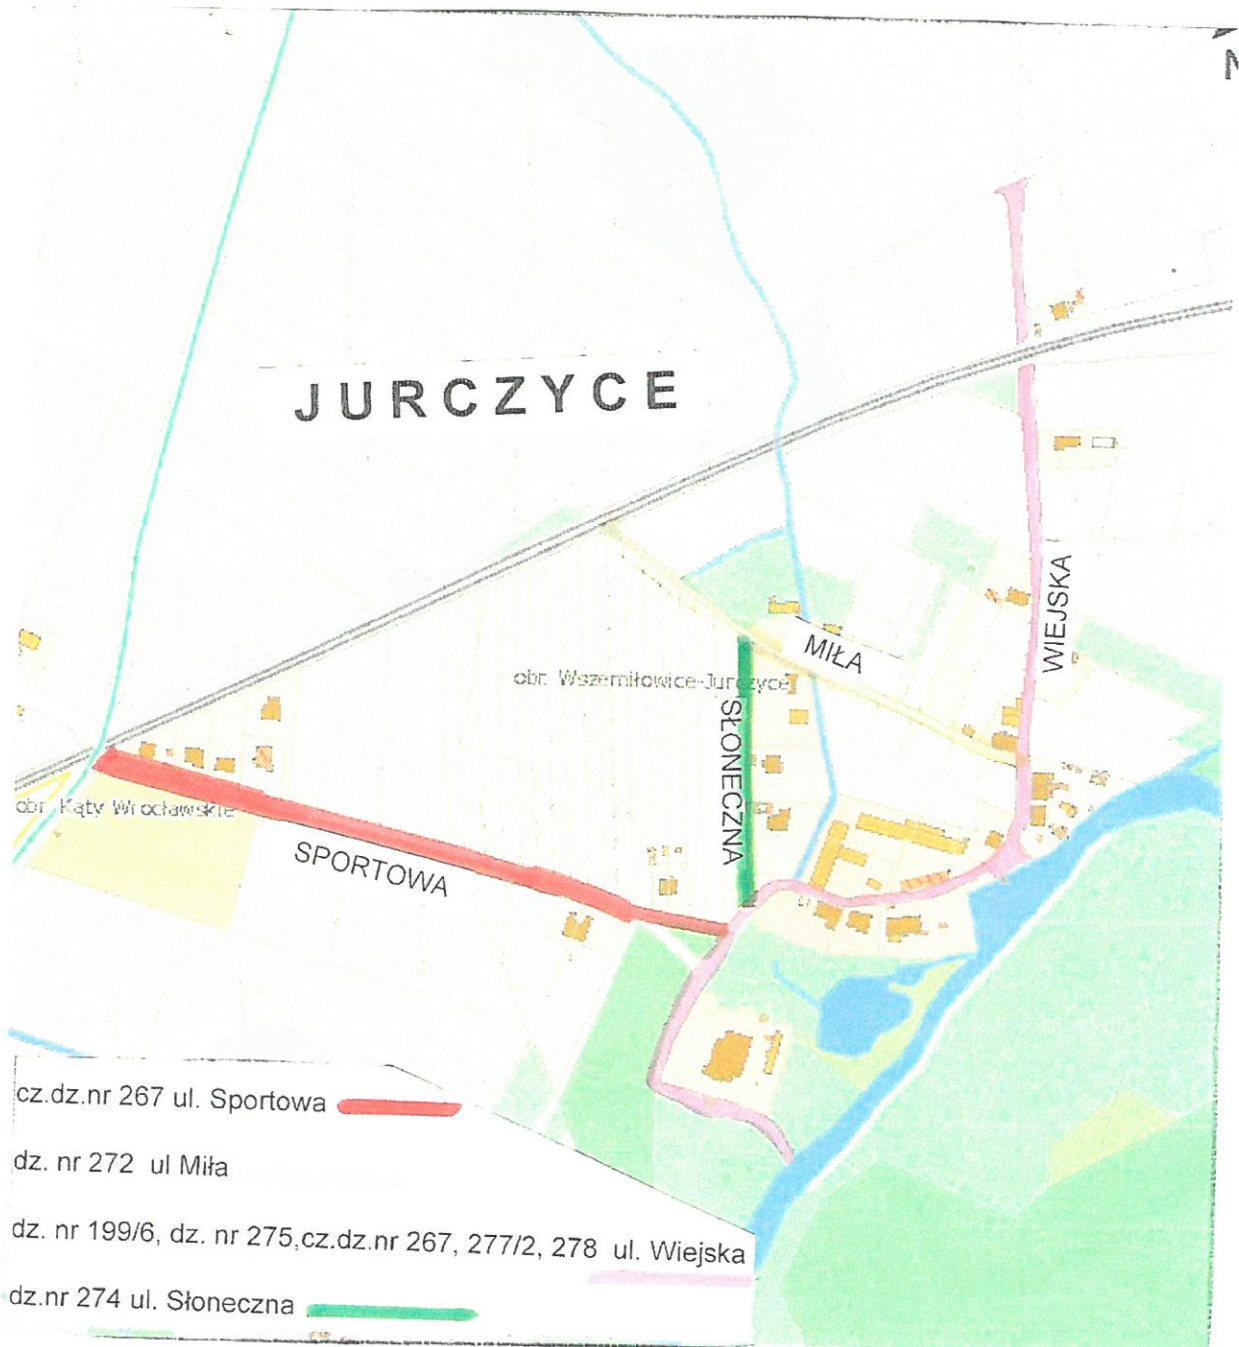 N
JURCZYCE
WIEJSKA
MIŁA
obr. Wszemiłowice-Jurczyce
SŁONECZNA
obr. Kąty Wrocławskie
SPORTOWA
cz.dz.nr 267 ul. Sportowa
dz. nr 272 ul Miła
dz. nr 199/6, dz. nr 275,cz.dz.nr 267, 277/2, 278 ul. Wiejska
dz.nr 274 ul. Słoneczna